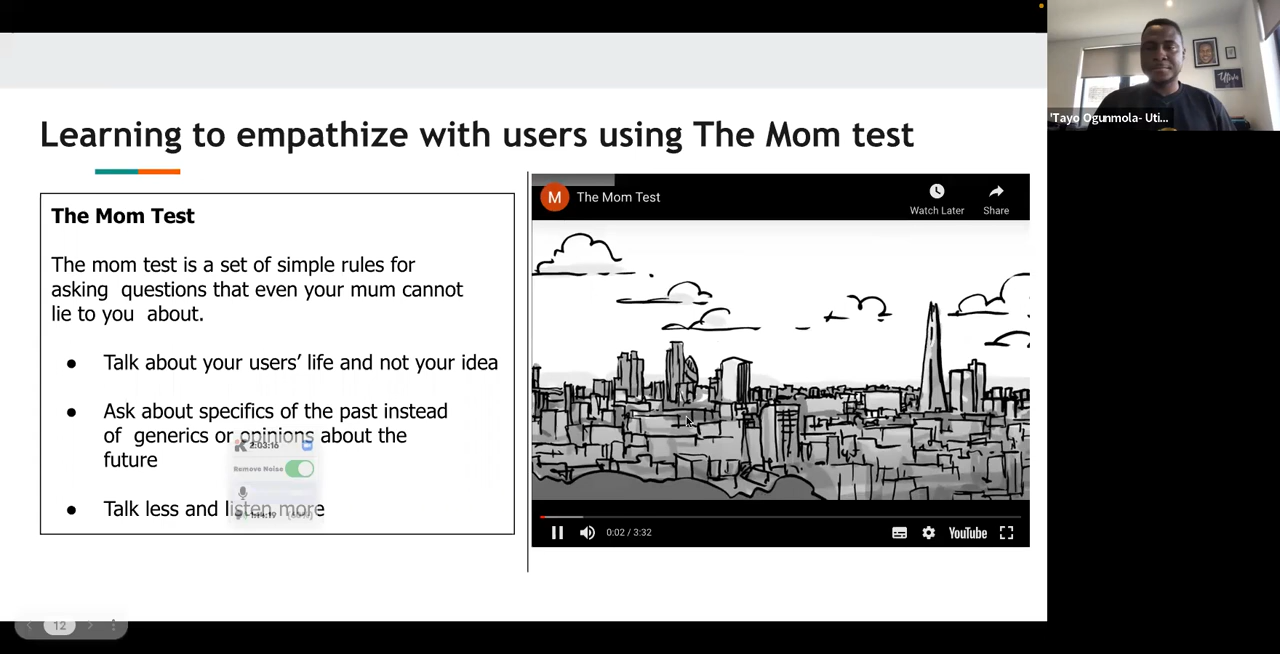 Learning to empathize with users using The Mom test
The Mom Test
The mom test is a set of simple rules for
asking questions that even your mum cannot
lie to you about.
● Talk about your users’ life and not your idea
● Ask about specifics of the past instead
of generics or opinions about the
future
● Talk less and listen more
2:03:16
Remove Noise
M The Mom Test
Watch Later
Share
0:02 / 3:32
YouTube
12
'Tayo Ogunmola- Uti...
Utiva